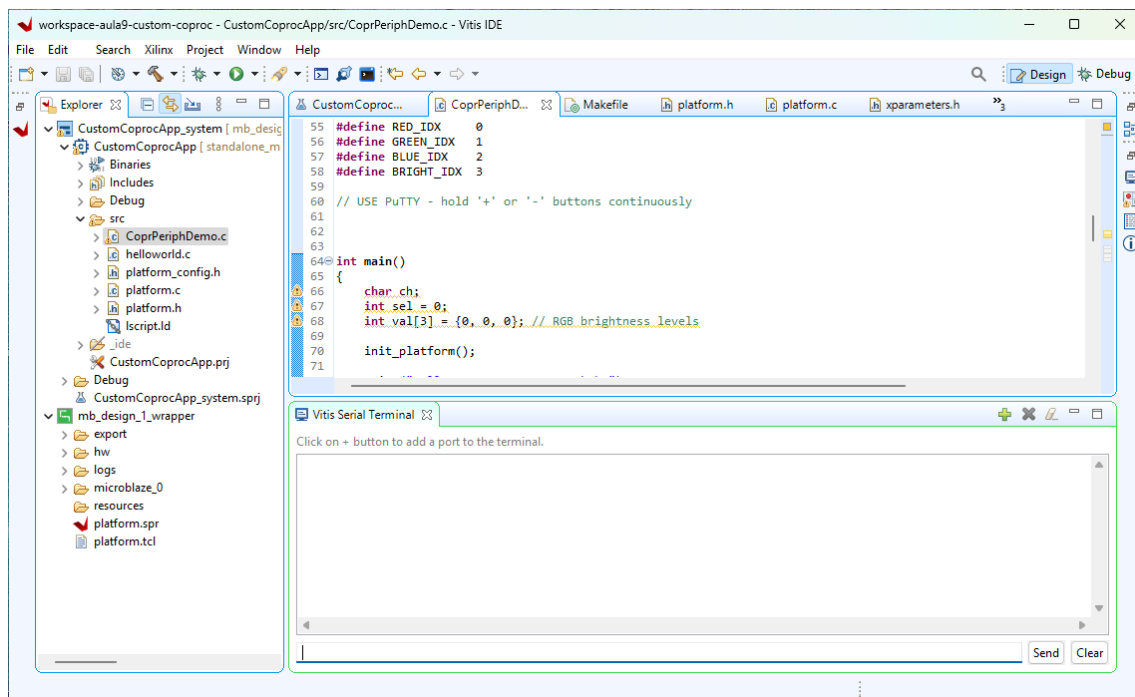 workspace-aula9-custom-coproc - CustomCoprocApp/src/CoprPeriphDemo.c - Vitis IDE
File Edit Search Xilinx Project Window Help
Design Debug
Explorer
CustomCoprocApp_system [ mb_desig
CustomCoprocApp [ standalone_m
Binaries
Includes
Debug
src
CoprPeriphDemo.c
helloworld.c
platform_config.h
platform.c
platform.h
lscript.ld
_ide
CustomCoprocApp.prj
Debug
CustomCoprocApp_system.sprj
mb_design_1_wrapper
export
hw
logs
microblaze_0
resources
platform.spr
platform.tcl
CustomCoproc... CoprPeriphD... Makefile platform.h platform.c xparameters.h »3
55 #define RED_IDX 0
56 #define GREEN_IDX 1
57 #define BLUE_IDX 2
58 #define BRIGHT_IDX 3
59
60 // USE PuTTY - hold '+' or '-' buttons continuously
61
62
63
64 int main()
65 {
66 char ch;
67 int sel = 0;
68 int val[3] = {0, 0, 0}; // RGB brightness levels
69
70 init_platform();
71
Vitis Serial Terminal
Click on + button to add a port to the terminal.
Send Clear